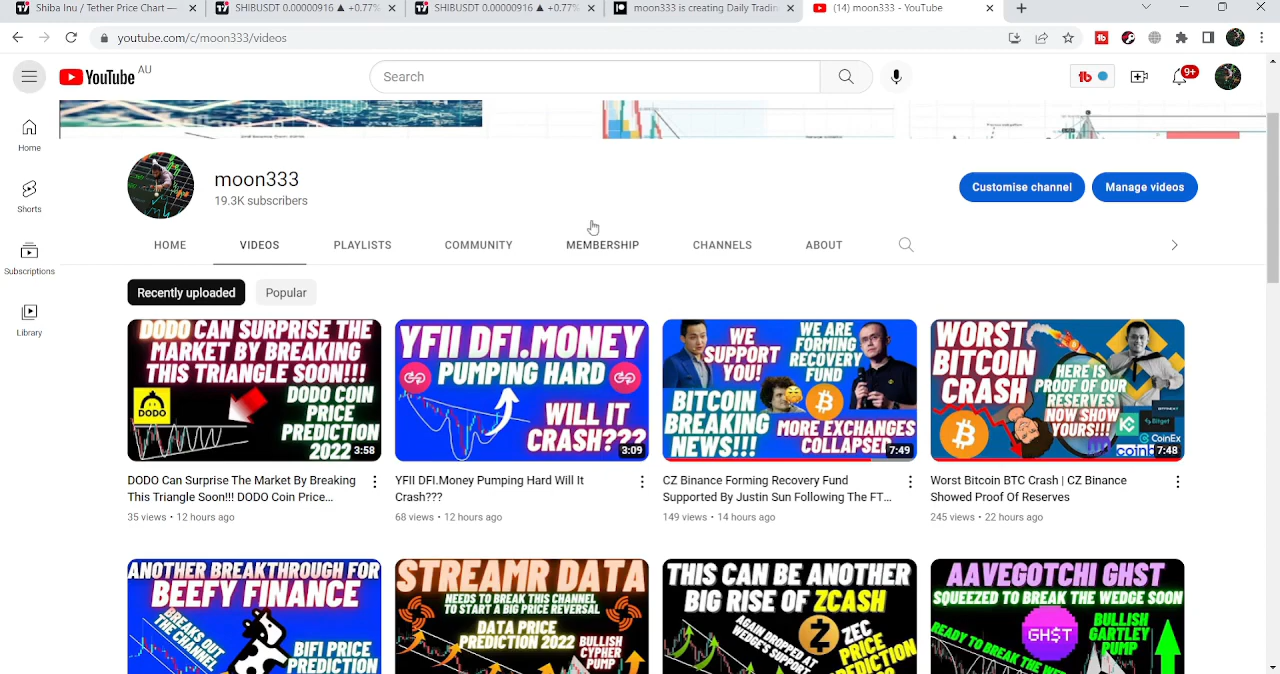 Shiba Inu / Tether Price Chart —
SHIBUSDT 0.00000916 ▲ +0.77%
SHIBUSDT 0.00000916 ▲ +0.77%
moon333 is creating Daily Tradin
(14) moon333 - YouTube
youtube.com/c/moon333/videos
YouTube AU
Search
9+
Home
Shorts
Subscriptions
Library
moon333
19.3K subscribers
Customise channel
Manage videos
HOME
VIDEOS
PLAYLISTS
COMMUNITY
MEMBERSHIP
CHANNELS
ABOUT
Recently uploaded
Popular
DODO CAN SURPRISE THE
MARKET BY BREAKING
THIS TRIANGLE SOON!!!
DODO
DODO COIN
PRICE
PREDICTION
2022
3:58
DODO Can Surprise The Market By Breaking
This Triangle Soon!!! DODO Coin Price...
35 views • 12 hours ago
YFII DFI.MONEY
PUMPING HARD
WILL IT
CRASH???
3:09
YFII DFI.Money Pumping Hard Will It
Crash???
68 views • 12 hours ago
WE
SUPPORT
YOU!
WE ARE
FORMING
RECOVERY
FUND
BITCOIN
BREAKING
NEWS!!!
MORE EXCHANGES
COLLAPSED
7:49
CZ Binance Forming Recovery Fund
Supported By Justin Sun Following The FT...
149 views • 14 hours ago
WORST
BITCOIN
CRASH
HERE IS
PROOF OF OUR
RESERVES
NOW SHOW
YOURS!!!
Bitget
CoinEx
coinb
7:48
Worst Bitcoin BTC Crash | CZ Binance
Showed Proof Of Reserves
245 views • 22 hours ago
ANOTHER BREAKTHROUGH FOR
BEEFY FINANCE
BREAKS OUT
THE CHANNEL
BIFI PRICE
PREDICTION
STREAMR DATA
NEEDS TO BREAK THIS CHANNEL
TO START A BIG PRICE REVERSAL
DATA PRICE
PREDICTION 2022
BULLISH
CYPHER
PUMP
THIS CAN BE ANOTHER
BIG RISE OF ZCASH
AGAIN DROPPED AT
WEDGE'S SUPPORT
ZEC
PRICE
PREDICTION
AAVEGOTCHI GHST
SQUEEZED TO BREAK THE WEDGE SOON
GHST
READY TO BREAK THE WE
BULLISH
GARTLEY
PUMP